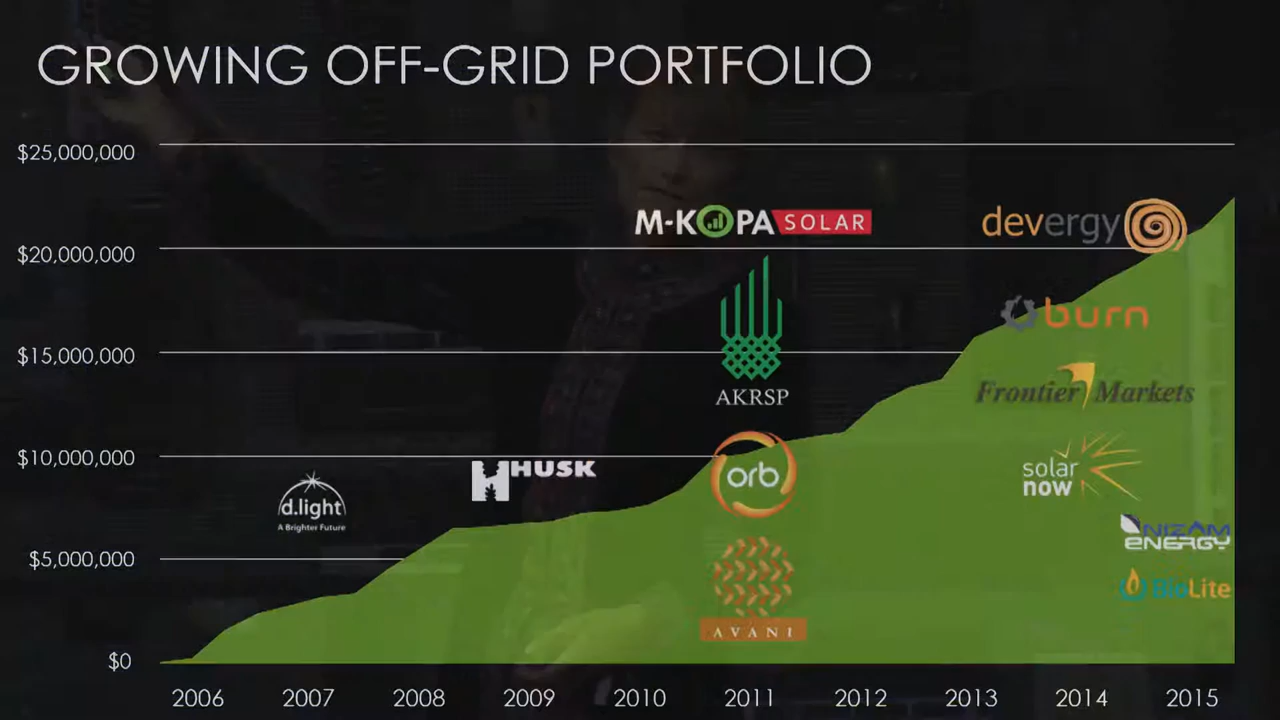 GROWING OFF-GRID PORTFOLIO
$25,000,000
M-KOPA SOLAR
devergy
$20,000,000
burn
$15,000,000
AKRSP
Frontier Markets
$10,000,000
HUSK
orb
solar
now
d.light
A Brighter Future
NIZAM
ENERGY
$5,000,000
BioLite
AVANI
$0
2006 2007 2008 2009 2010 2011 2012 2013 2014 2015